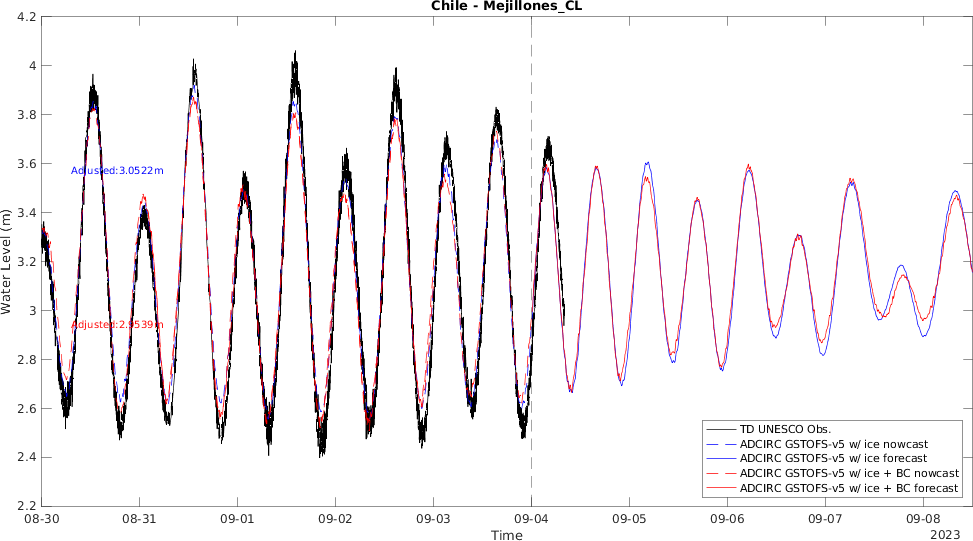 Chile - Mejillones_CL
4.2
4
3.8
3.6
3.4
3.2
3
2.8
2.6
2.4
2.2
Water Level (m)
Adjusted:3.0522m
Adjusted:2.9539m
TD UNESCO Obs.
ADCIRC GSTOFS-v5 w/ ice nowcast
ADCIRC GSTOFS-v5 w/ ice forecast
ADCIRC GSTOFS-v5 w/ ice + BC nowcast
ADCIRC GSTOFS-v5 w/ ice + BC forecast
08-30 08-31 09-01 09-02 09-03 09-04 09-05 09-06 09-07 09-08
Time
2023